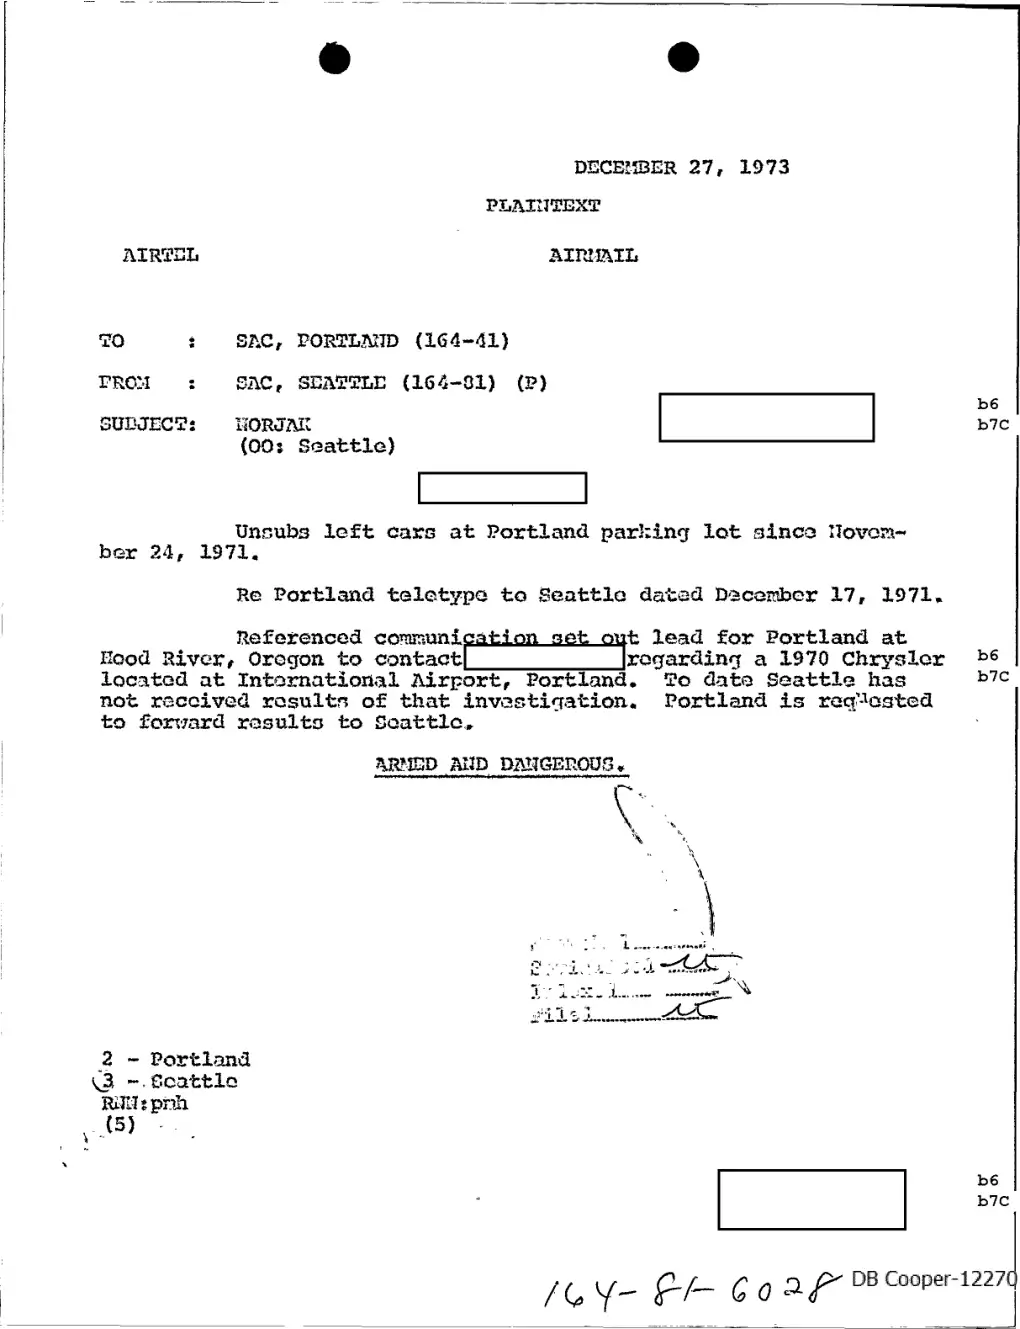 DECEMBER 27, 1973
PLAINTEXT
AIRTEL AIRMAIL
TO : SAC, PORTLAND (164-41)
FROM : SAC, SEATTLE (164-81) (P)
SUBJECT: NORJAK
(OO: Seattle)
b6
b7C
Unsubs left cars at Portland parking lot since Novem-
ber 24, 1971.
Re Portland teletype to Seattle dated December 17, 1971.
Referenced communication set out lead for Portland at
Hood River, Oregon to contact regarding a 1970 Chrysler
located at International Airport, Portland. To date Seattle has
not received results of that investigation. Portland is requested
to forward results to Seattle.
b6
b7C
ARMED AND DANGEROUS.
Serialized
Indexed
Filed
2 - Portland
3 - Seattle
:pnh
(5)
b6
b7C
164-81-6028
DB Cooper-12270